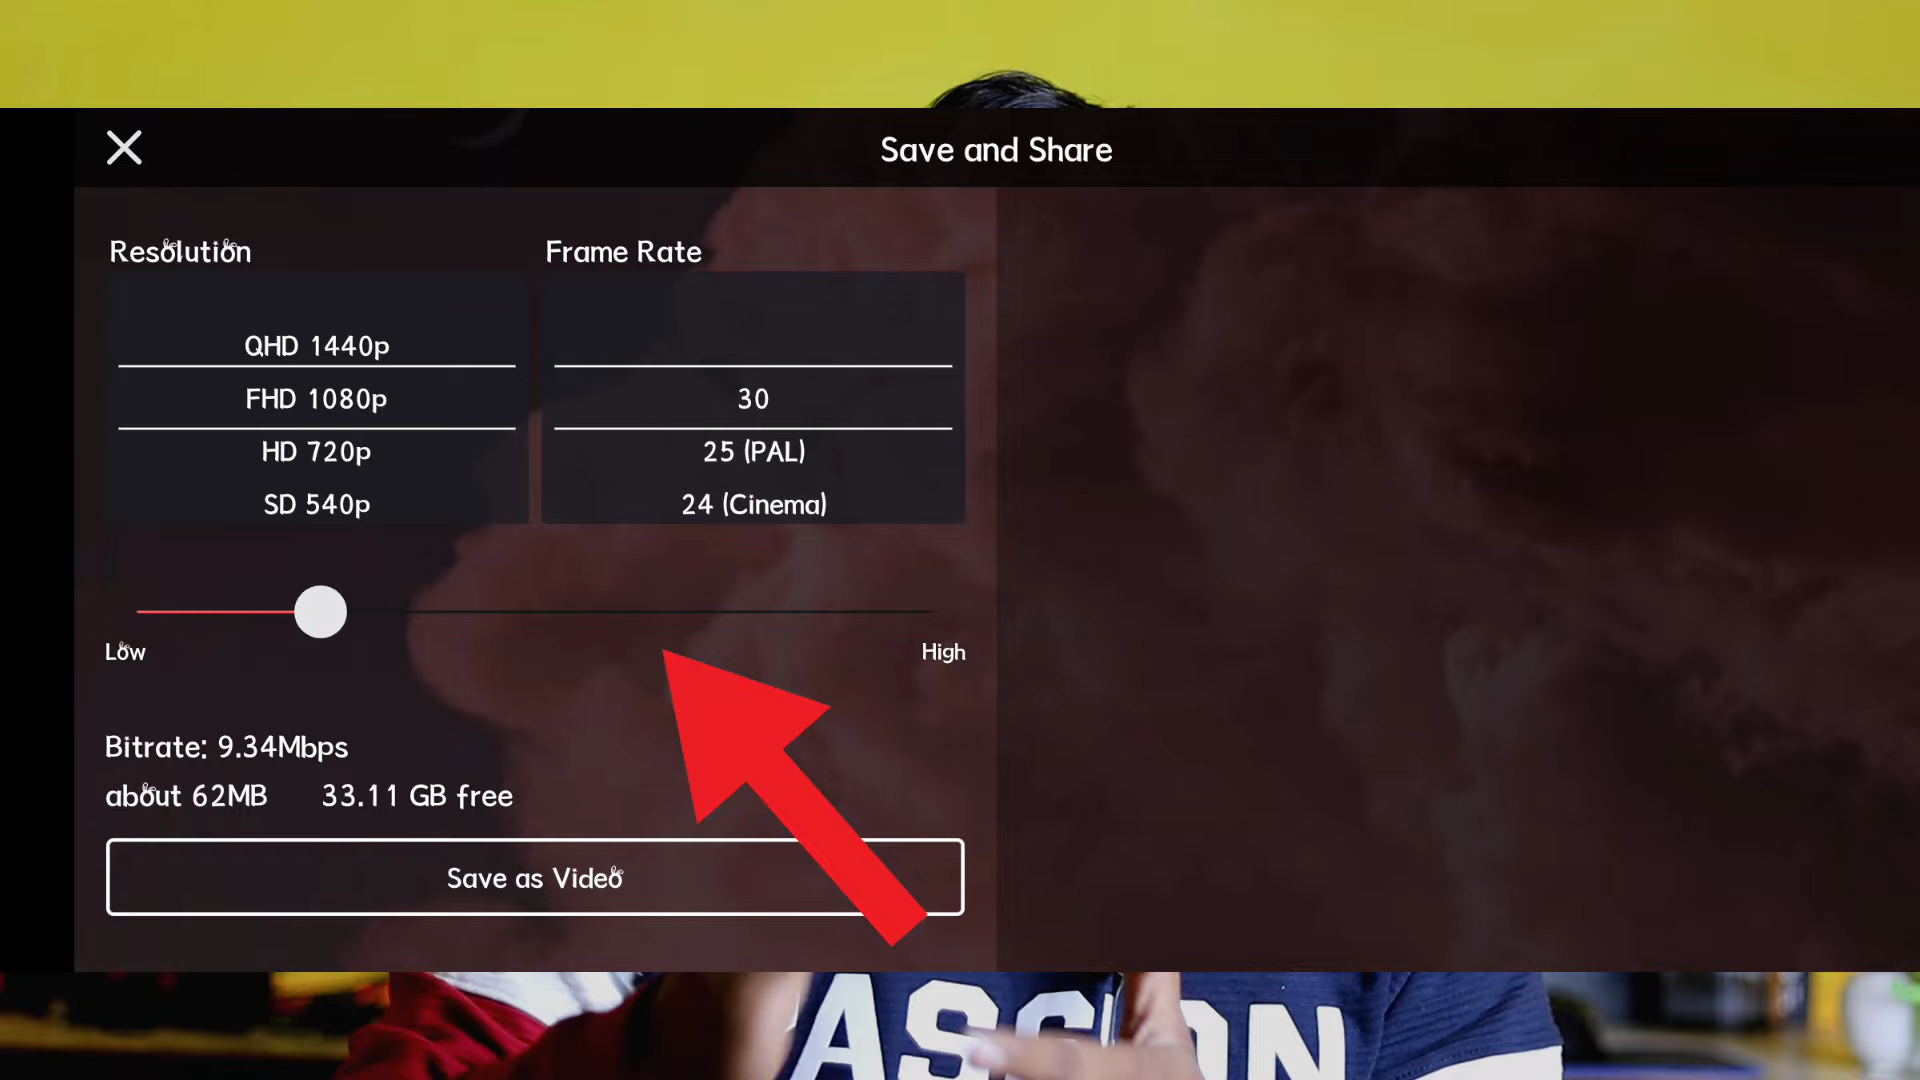 Save and Share
Resolution
Frame Rate
QHD 1440p
FHD 1080p
HD 720p
SD 540p
30
25 (PAL)
24 (Cinema)
Low
High
Bitrate: 9.34Mbps
about 62MB
33.11 GB free
Save as Video